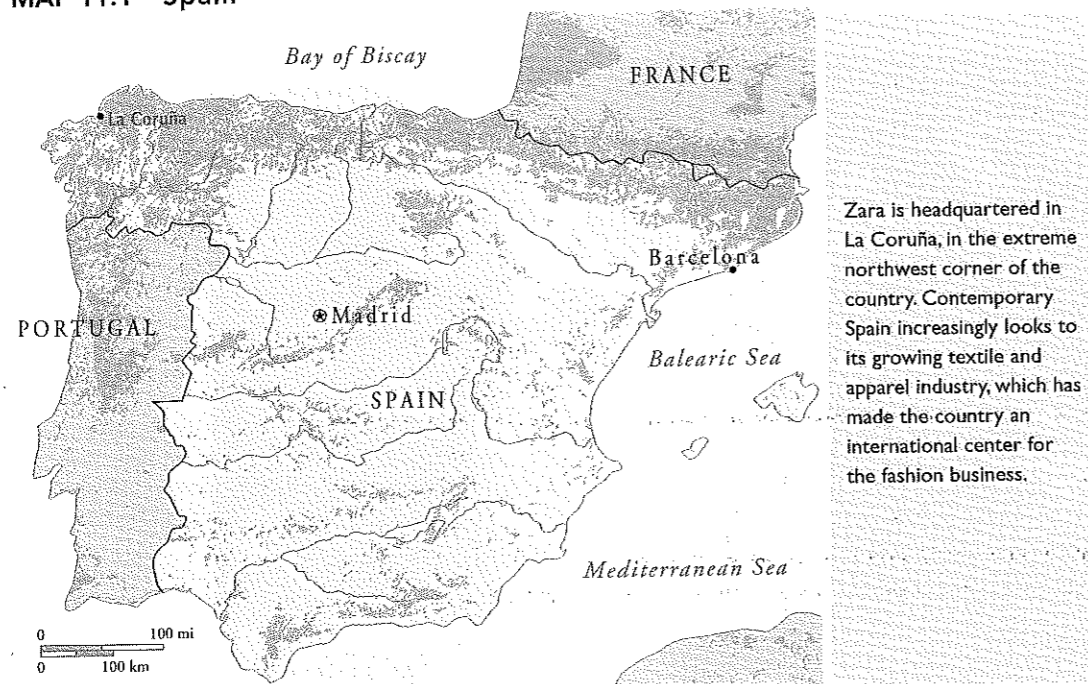 MAP 11.1 Spain
Bay of Biscay
FRANCE
La Coruña
Barcelona
Madrid
PORTUGAL
Balearic Sea
SPAIN
Mediterranean Sea
0 100 mi
0 100 km
Zara is headquartered in
La Coruña, in the extreme
northwest corner of the
country. Contemporary
Spain increasingly looks to
its growing textile and
apparel industry, which has
made the country an
international center for
the fashion business.